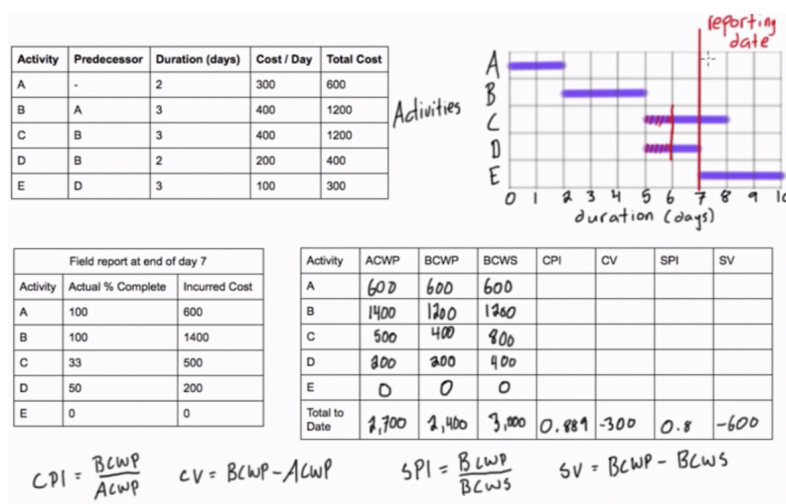 reporting
date
Activity Predecessor Duration (days) Cost / Day Total Cost
A - 2 300 600
B A 3 400 1200
C B 3 400 1200
D B 2 200 400
E D 3 100 300
Activities
A
B
C
D
E
0 1 2 3 4 5 6 7 8 9 10
duration (days)
Field report at end of day 7
Activity Actual % Complete Incurred Cost
A 100 600
B 100 1400
C 33 500
D 50 200
E 0 0
Activity ACWP BCWP BCWS CPI CV SPI SV
A 600 600 600
B 1400 1200 1200
C 500 400 800
D 200 200 400
E 0 0 0
Total to
Date 2,700 2,400 3,000 0.889 -300 0.8 -600
CPI = BCWP / ACWP CV = BCWP - ACWP SPI = BCWP / BCWS SV = BCWP - BCWS